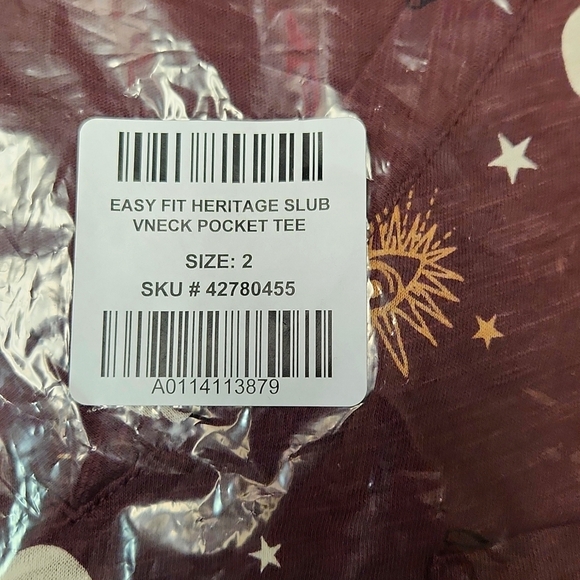 EASY FIT HERITAGE SLUB
VNECK POCKET TEE
SIZE: 2
SKU # 42780455
A0114113879